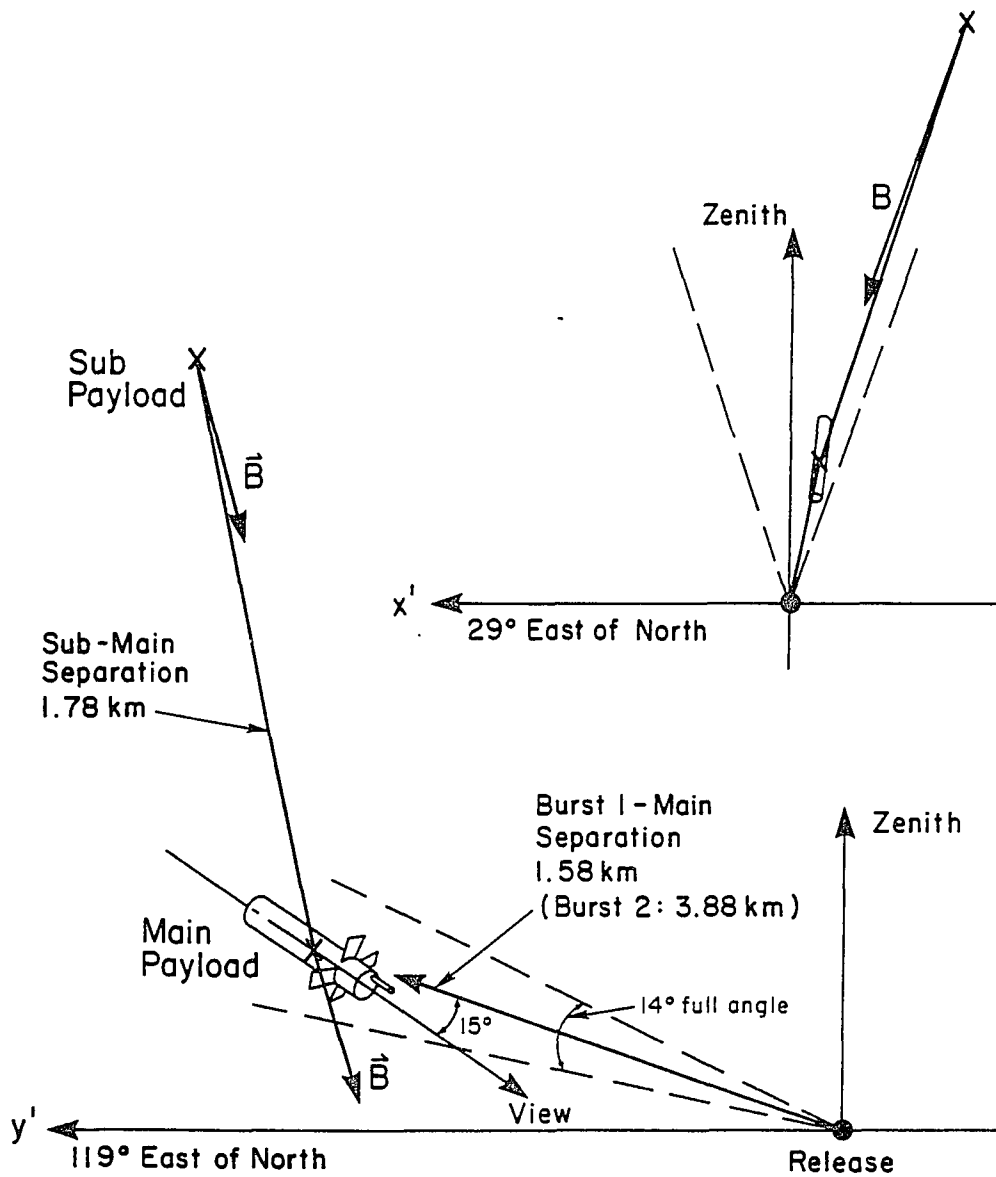 Zenith
B
x'
29° East of North
Sub
Payload
B⃗
Sub-Main
Separation
1.78 km
Burst 1-Main
Separation
1.58 km
(Burst 2: 3.88 km)
Zenith
Main
Payload
15°
14° full angle
B⃗
View
y'
119° East of North
Release